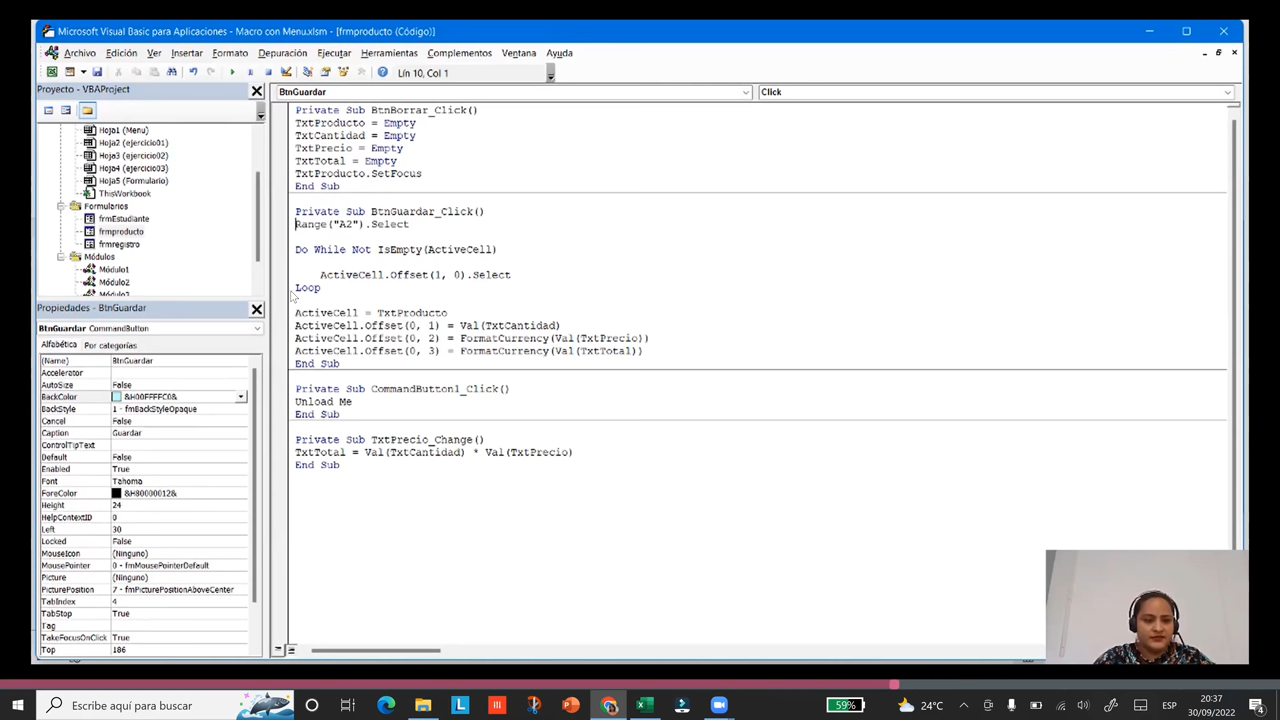 Microsoft Visual Basic para Aplicaciones - Macro con Menu.xlsm - [frmproducto (Código)]
Archivo Edición Ver Insertar Formato Depuración Ejecutar Herramientas Complementos Ventana Ayuda
Lín 10, Col 1
Proyecto - VBAProject
Hoja1 (Menu)
Hoja2 (ejercicio01)
Hoja3 (ejercicio02)
Hoja4 (ejercicio03)
Hoja5 (Formulario)
ThisWorkbook
Formularios
frmEstudiante
frmproducto
frmregistro
Módulos
Módulo1
Módulo2
Módulo3
Propiedades - BtnGuardar
BtnGuardar CommandButton
Alfabética Por categorías
(Name) BtnGuardar
Accelerator
AutoSize False
BackColor &H00FFFFC0&
BackStyle 1 - fmBackStyleOpaque
Cancel False
Caption Guardar
ControlTipText
Default False
Enabled True
Font Tahoma
ForeColor &H80000012&
Height 24
HelpContextID 0
Left 30
Locked False
MouseIcon (Ninguno)
MousePointer 0 - fmMousePointerDefault
Picture (Ninguno)
PicturePosition 7 - fmPicturePositionAboveCenter
TabIndex 4
TabStop True
Tag
TakeFocusOnClick True
Top 186
BtnGuardar Click
Private Sub BtnBorrar_Click()
TxtProducto = Empty
TxtCantidad = Empty
TxtPrecio = Empty
TxtTotal = Empty
TxtProducto.SetFocus
End Sub
Private Sub BtnGuardar_Click()
Range("A2").Select
Do While Not IsEmpty(ActiveCell)
ActiveCell.Offset(1, 0).Select
Loop
ActiveCell = TxtProducto
ActiveCell.Offset(0, 1) = Val(TxtCantidad)
ActiveCell.Offset(0, 2) = FormatCurrency(Val(TxtPrecio))
ActiveCell.Offset(0, 3) = FormatCurrency(Val(TxtTotal))
End Sub
Private Sub CommandButton1_Click()
Unload Me
End Sub
Private Sub TxtPrecio_Change()
TxtTotal = Val(TxtCantidad) * Val(TxtPrecio)
End Sub
Escribe aquí para buscar
59%
24°C
ESP
20:37
30/09/2022
4